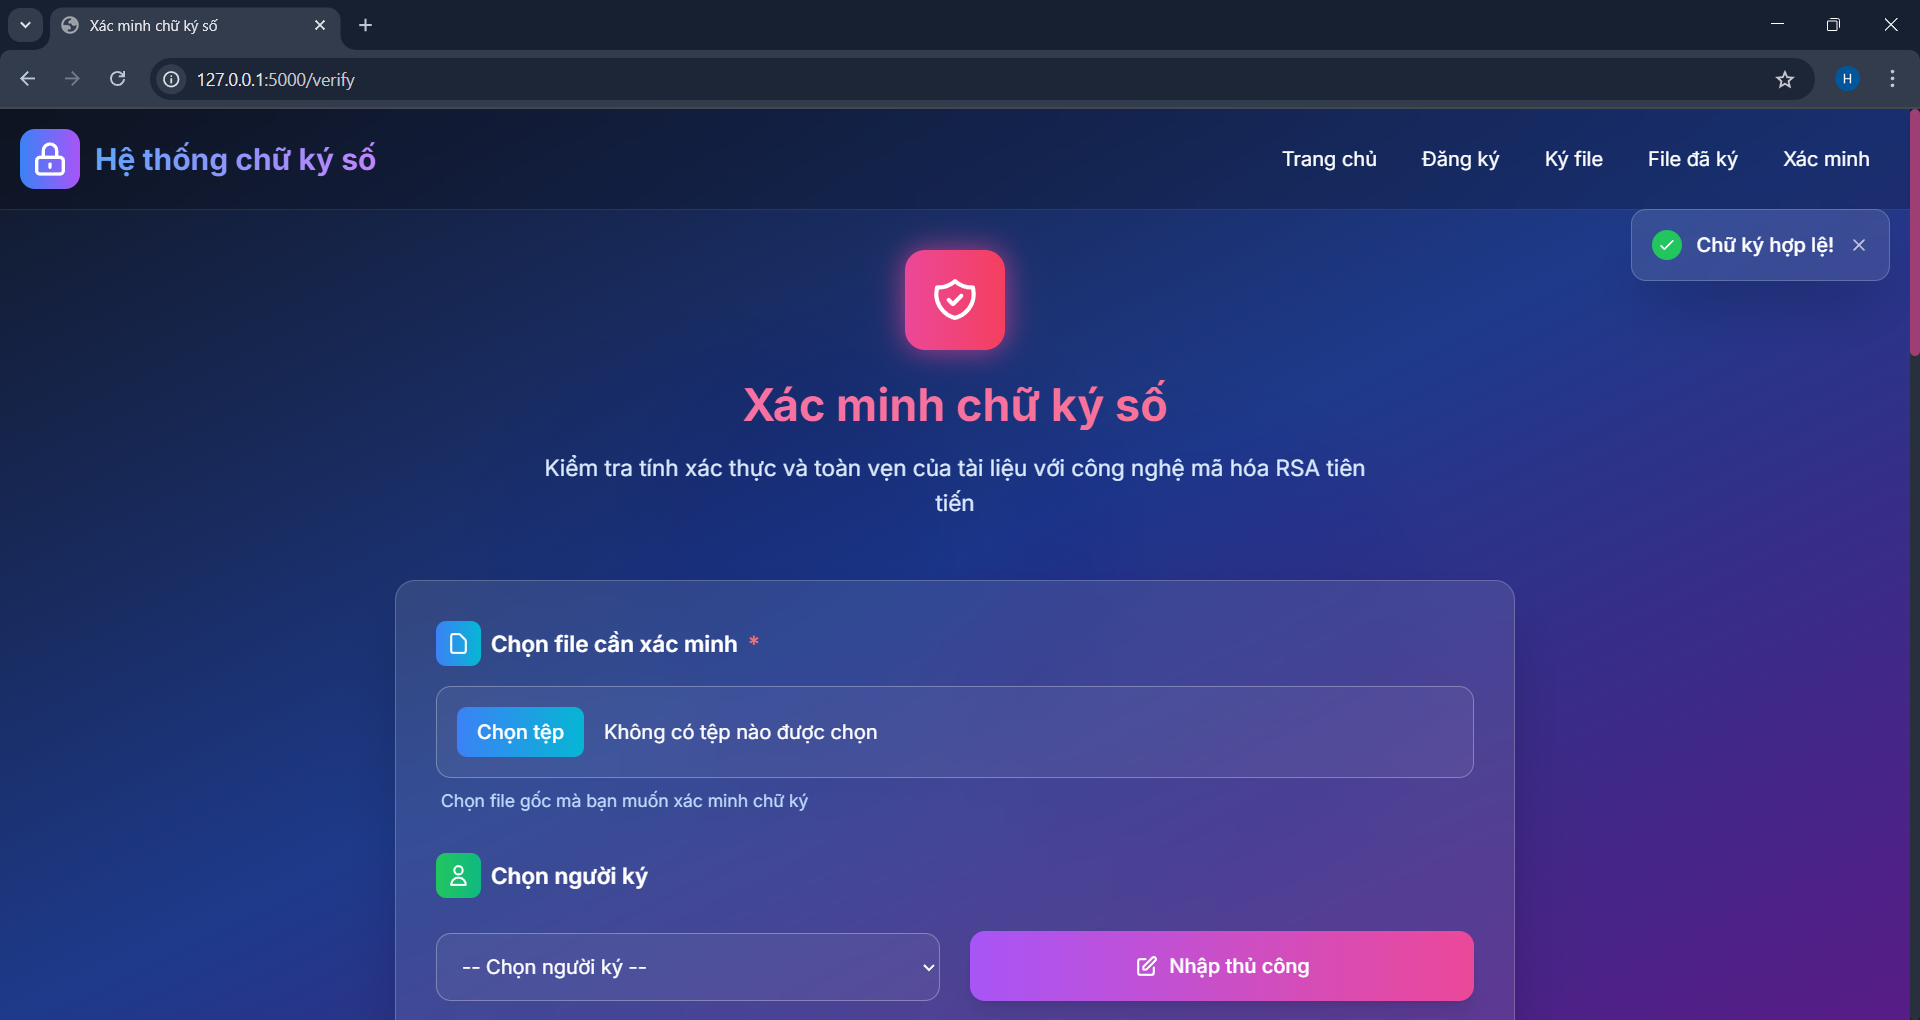 Xác minh chữ ký số
127.0.0.1:5000/verify
H
Hệ thống chữ ký số
Trang chủ
Đăng ký
Ký file
File đã ký
Xác minh
Chữ ký hợp lệ!
Xác minh chữ ký số
Kiểm tra tính xác thực và toàn vẹn của tài liệu với công nghệ mã hóa RSA tiên
tiến
Chọn file cần xác minh *
Chọn tệp Không có tệp nào được chọn
Chọn file gốc mà bạn muốn xác minh chữ ký
Chọn người ký
-- Chọn người ký --
Nhập thủ công